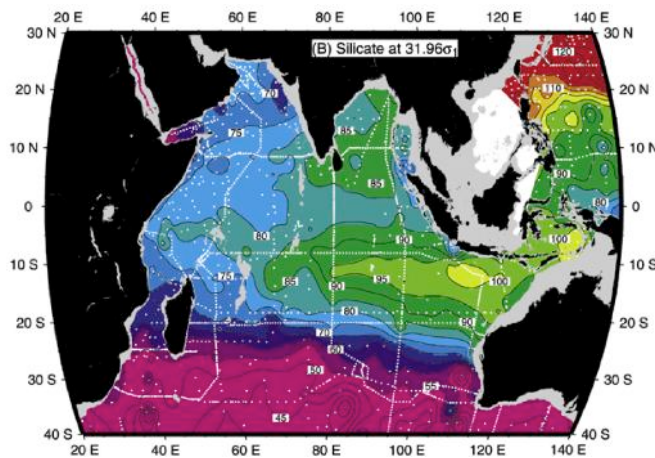 20 E 40 E 60 E 80 E 100 E 120 E 140 E
30 N 30 N
(B) Silicate at 31.96σ₁
120
70
110
20 N 20 N
75
85
10 N 10 N
85
90
80
0 0
80
90
100
10 S 10 S
75
85
90
95
100
80
90
20 S 20 S
70
60
50
55
30 S 30 S
45
40 S 40 S
20 E 40 E 60 E 80 E 100 E 120 E 140 E